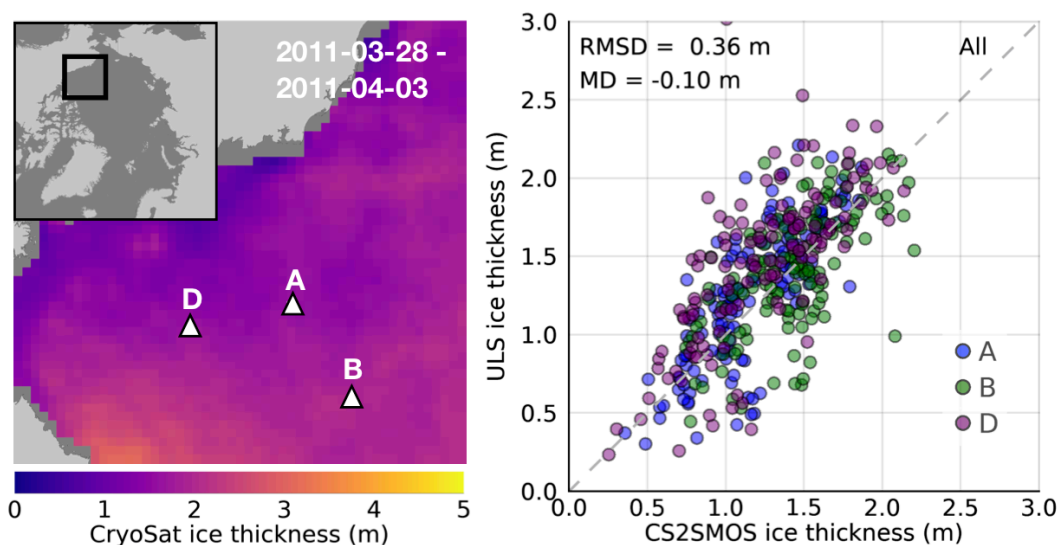 2011-03-28 -
2011-04-03
D
A
B
0 1 2 3 4 5
CryoSat ice thickness (m)
RMSD = 0.36 m
MD = -0.10 m
All
3.0
2.5
2.0
1.5
1.0
0.5
0.0
ULS ice thickness (m)
A
B
D
0.0 0.5 1.0 1.5 2.0 2.5 3.0
CS2SMOS ice thickness (m)